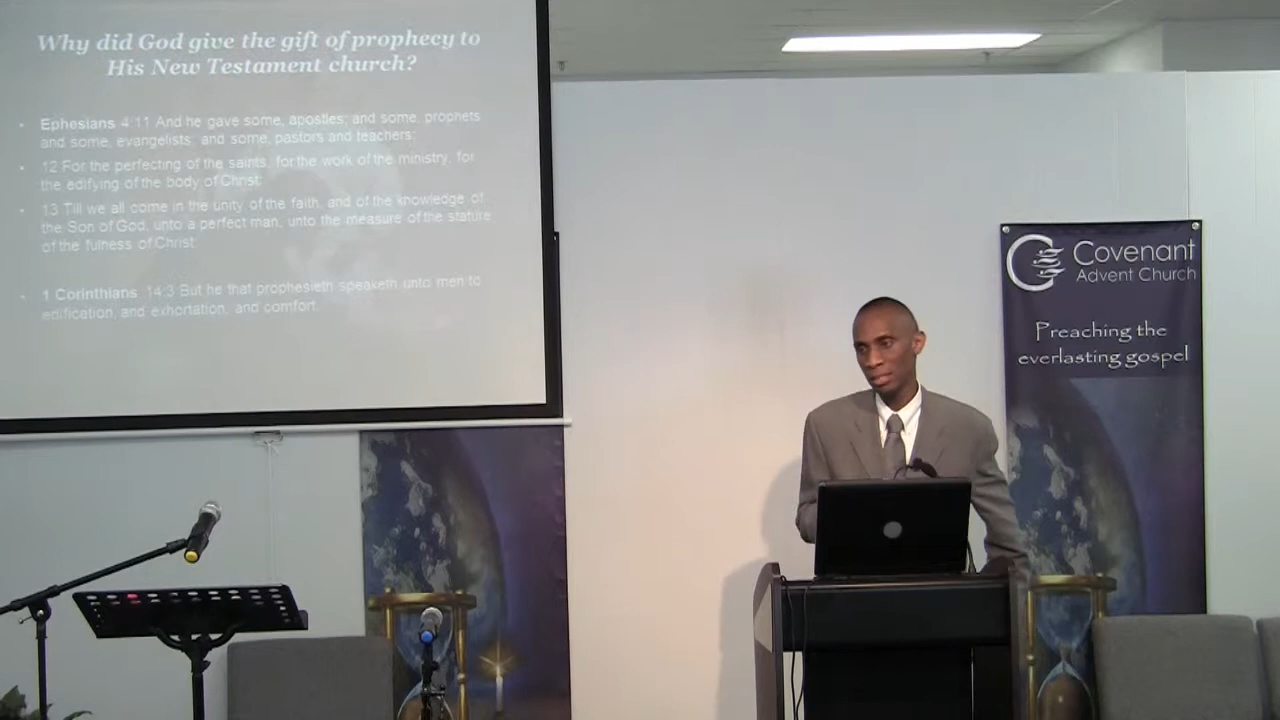 Why did God give the gift of prophecy to
His New Testament church?
Ephesians 4:11 And he gave some, apostles; and some, prophets
and some, evangelists; and some, pastors and teachers;
12 For the perfecting of the saints, for the work of the ministry, for
the edifying of the body of Christ:
13 Till we all come in the unity of the faith, and of the knowledge of
the Son of God, unto a perfect man, unto the measure of the stature
of the fulness of Christ:
1 Corinthians 14:3 But he that prophesieth speaketh unto men to
edification, and exhortation, and comfort.
Covenant
Advent Church
Preaching the
everlasting gospel